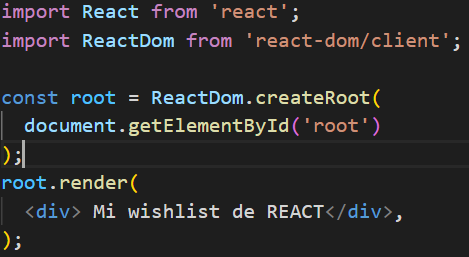 import React from 'react';
import ReactDom from 'react-dom/client';
const root = ReactDom.createRoot(
document.getElementById('root')
);
root.render(
<div> Mi wishlist de REACT</div>,
);